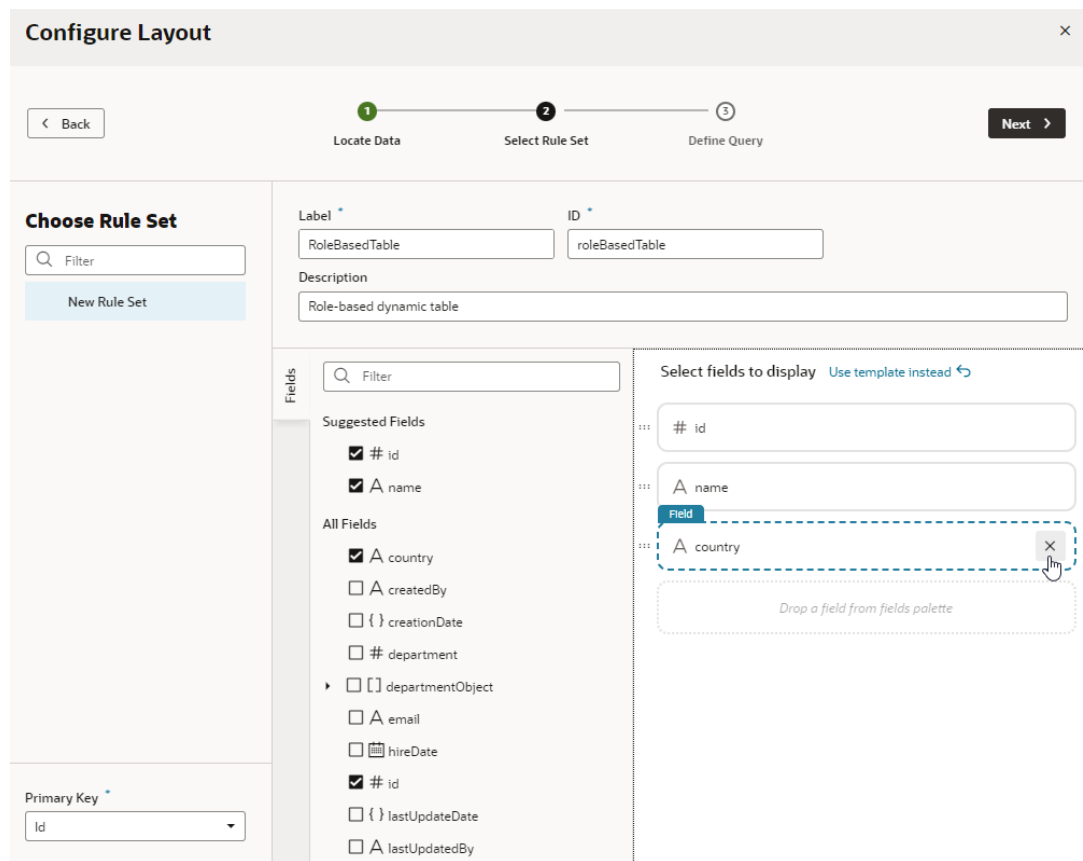 Configure Layout
Back
1
2
3
Locate Data
Select Rule Set
Define Query
Next
Choose Rule Set
Filter
New Rule Set
Label *
ID *
RoleBasedTable
roleBasedTable
Description
Role-based dynamic table
Fields
Filter
Suggested Fields
# id
A name
All Fields
A country
A createdBy
{ } creationDate
# department
[ ] departmentObject
A email
hireDate
# id
{ } lastUpdateDate
A lastUpdatedBy
Select fields to display Use template instead
# id
A name
Field
A country
Drop a field from fields palette
Primary Key *
Id